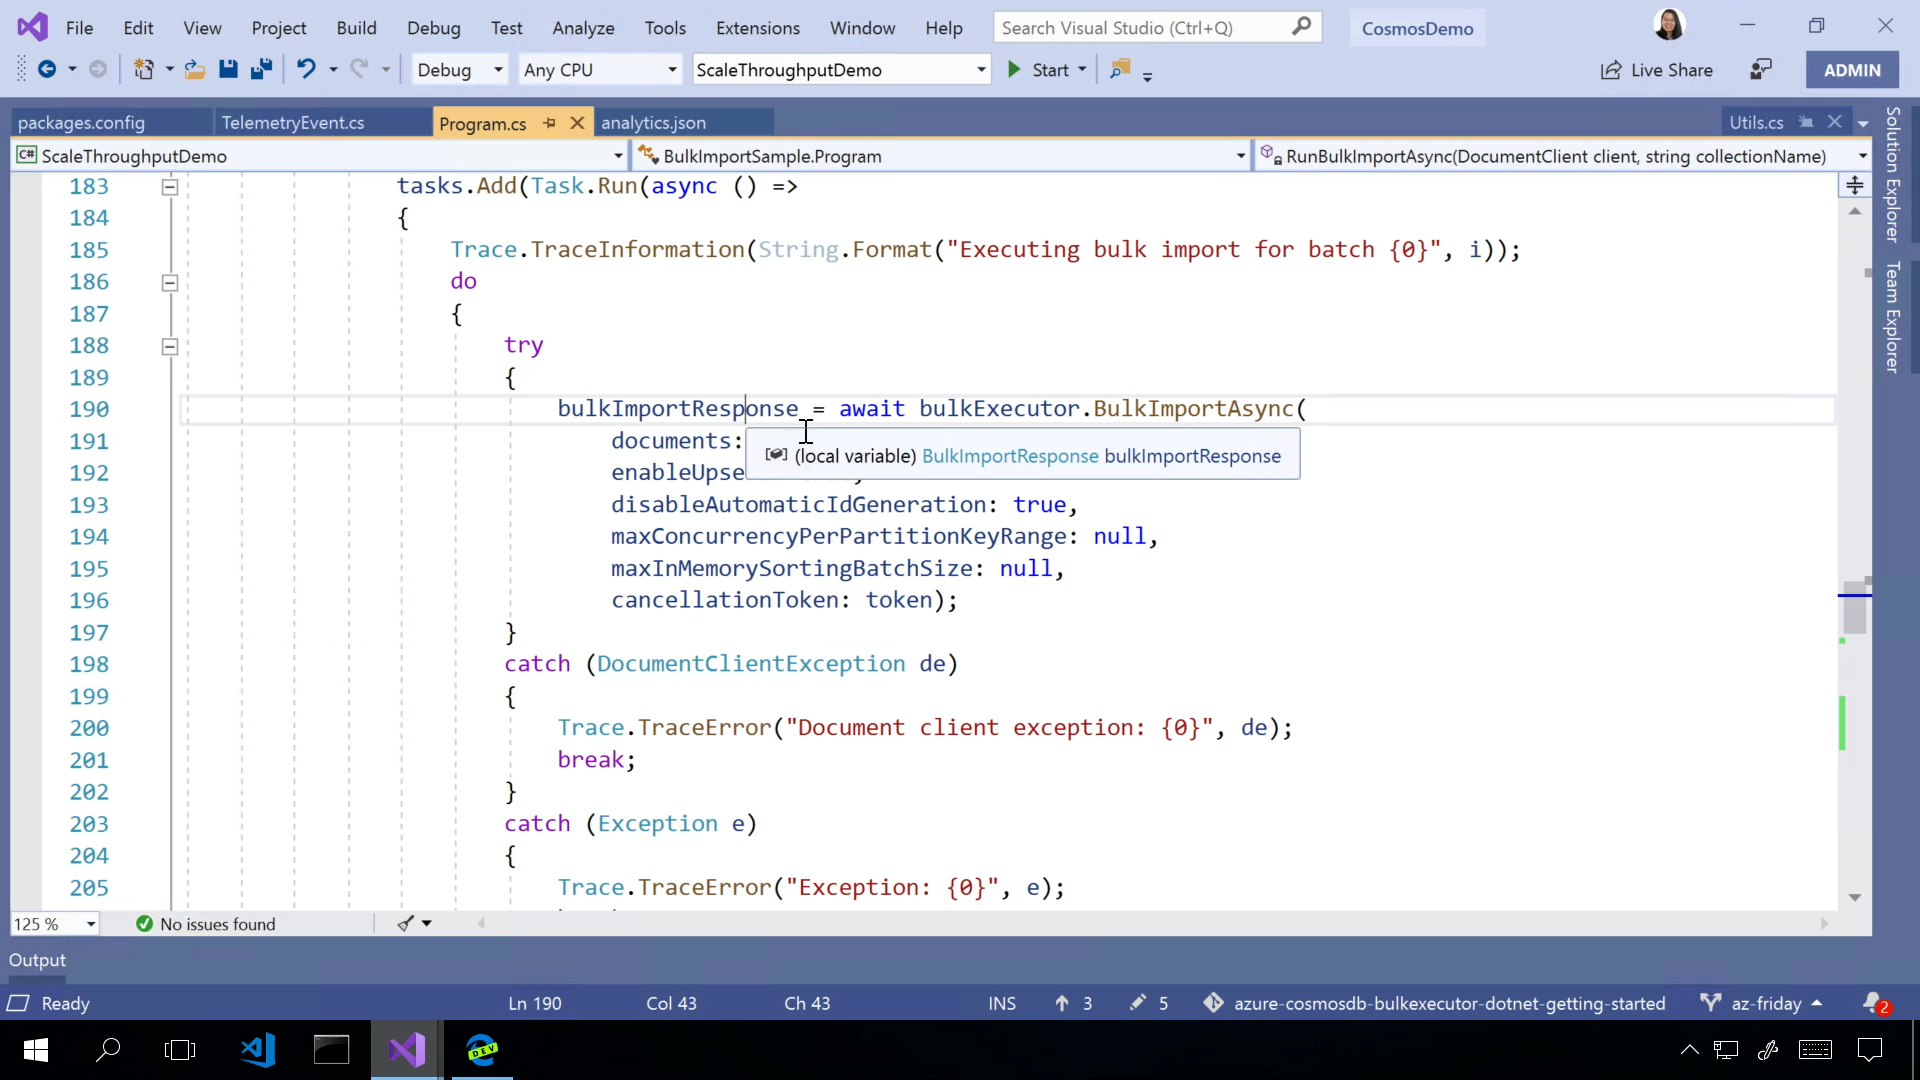 File Edit View Project Build Debug Test Analyze Tools Extensions Window Help Search Visual Studio (Ctrl+Q) CosmosDemo
Debug Any CPU ScaleThroughputDemo Start Live Share ADMIN
packages.config TelemetryEvent.cs Program.cs analytics.json Utils.cs
C# ScaleThroughputDemo BulkImportSample.Program RunBulkImportAsync(DocumentClient client, string collectionName)
183 tasks.Add(Task.Run(async () =>
184 {
185 Trace.TraceInformation(String.Format("Executing bulk import for batch {0}", i));
186 do
187 {
188 try
189 {
190 bulkImportResponse = await bulkExecutor.BulkImportAsync(
191 documents:
(local variable) BulkImportResponse bulkImportResponse
192 enableUpse
193 disableAutomaticIdGeneration: true,
194 maxConcurrencyPerPartitionKeyRange: null,
195 maxInMemorySortingBatchSize: null,
196 cancellationToken: token);
197 }
198 catch (DocumentClientException de)
199 {
200 Trace.TraceError("Document client exception: {0}", de);
201 break;
202 }
203 catch (Exception e)
204 {
205 Trace.TraceError("Exception: {0}", e);
125 % No issues found
Output
Ready Ln 190 Col 43 Ch 43 INS 3 5 azure-cosmosdb-bulkexecutor-dotnet-getting-started az-friday 2
DEV
Solution Explorer
Team Explorer